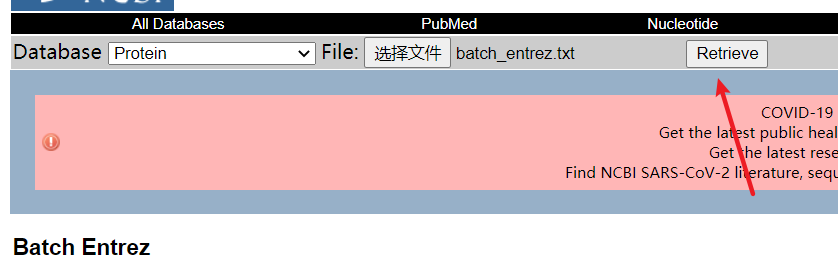 All Databases PubMed Nucleotide
Database Protein File: 选择文件 batch_entrez.txt Retrieve
COVID-19
Get the latest public heal
Get the latest rese
Find NCBI SARS-CoV-2 literature, sequ
Batch Entrez